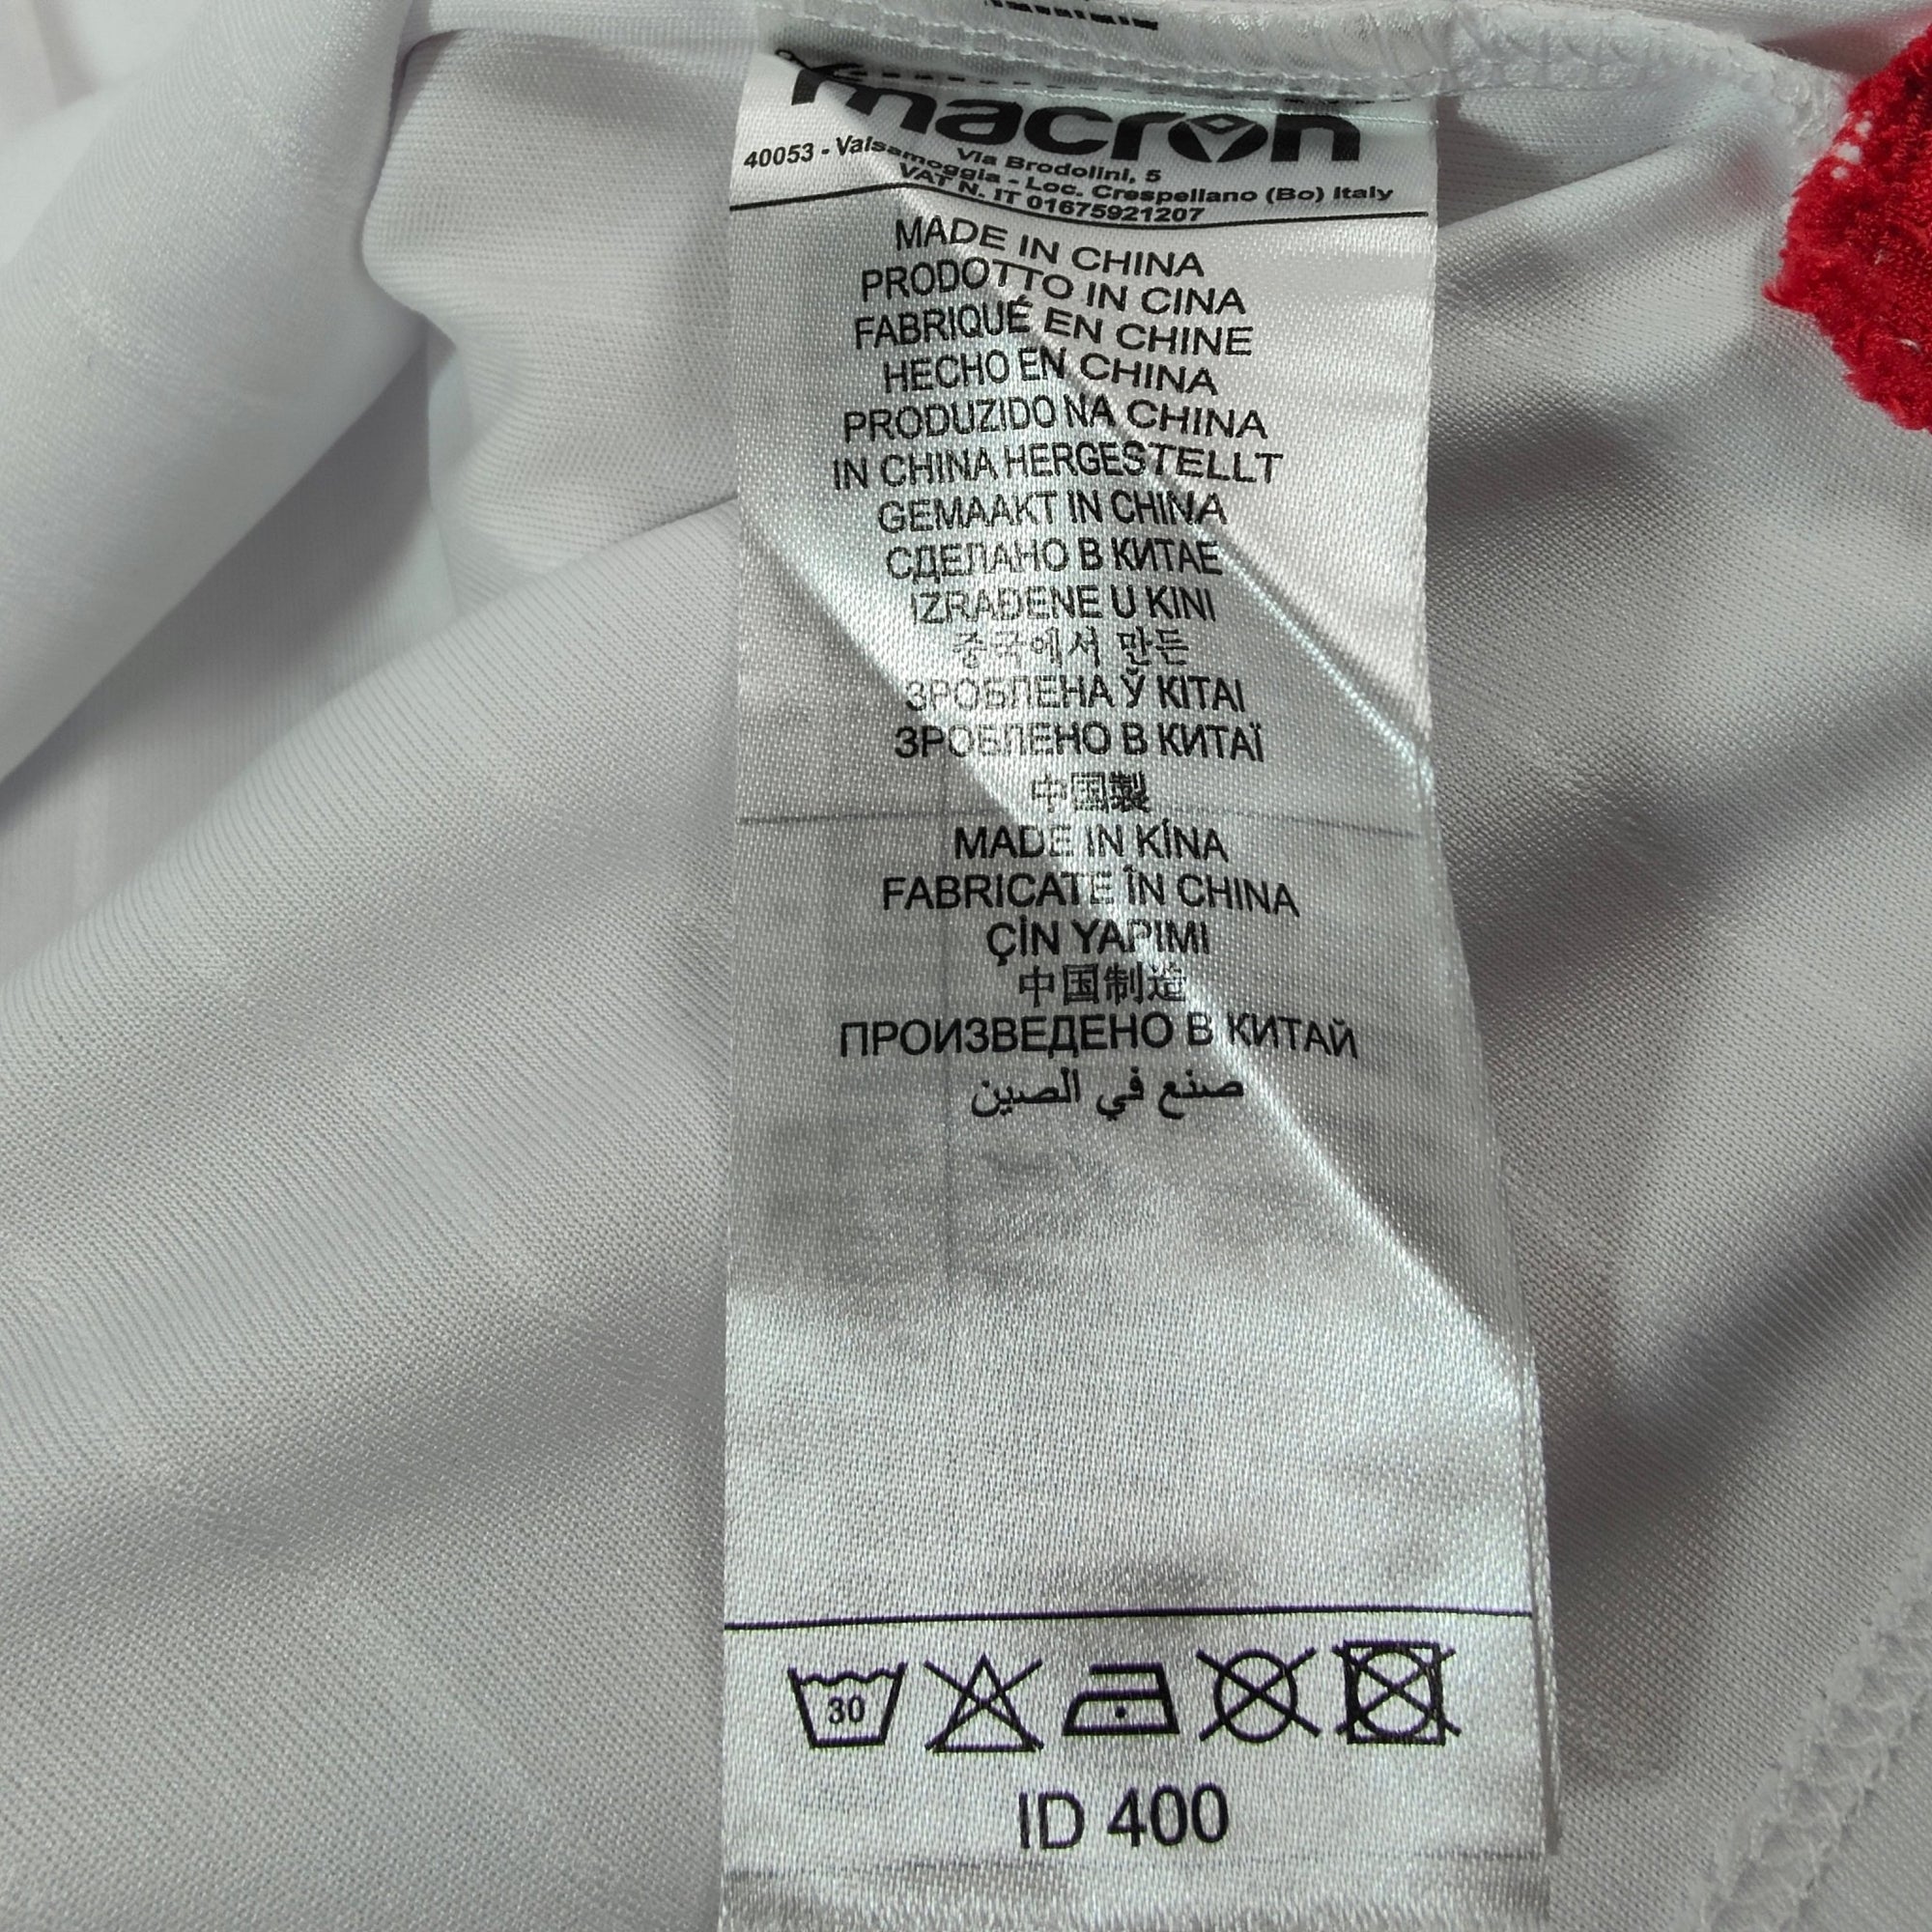 macron
Via Brodolini, 5
40053 - Valsamoggia - Loc. Crespellano (Bo) Italy
VAT N. IT 01675921207
MADE IN CHINA
PRODOTTO IN CINA
FABRIQUÉ EN CHINE
HECHO EN CHINA
PRODUZIDO NA CHINA
IN CHINA HERGESTELLT
GEMAAKT IN CHINA
СДЕЛАНО В КИТАЕ
IZRAĐENE U KINI
중국에서 만든
ЗРОБЛЕНА Ў КІТАІ
ЗРОБЛЕНО В КИТАЇ
中国製
MADE IN KÍNA
FABRICATE ÎN CHINA
ÇİN YAPIMI
中国制造
ПРОИЗВЕДЕНО В КИТАЙ
صنع في الصين
30
ID 400